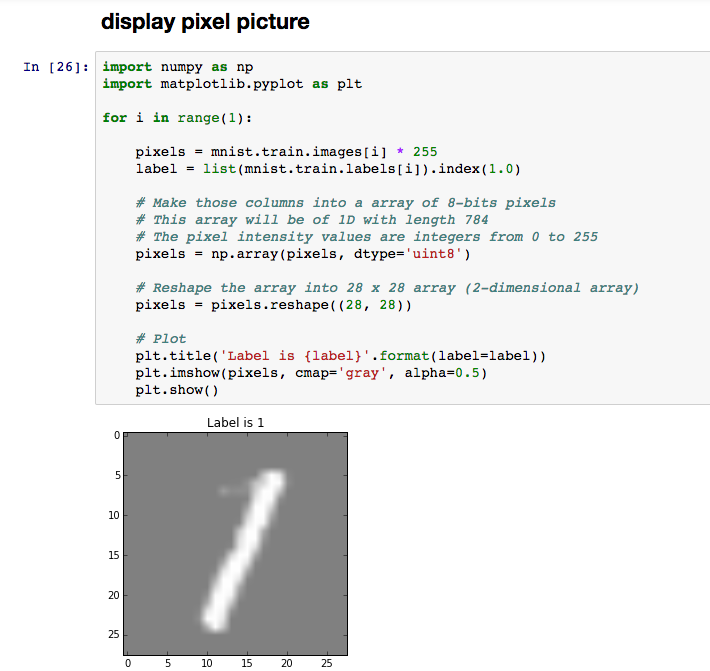 display pixel picture
In [26]: import numpy as np
import matplotlib.pyplot as plt
for i in range(1):
pixels = mnist.train.images[i] * 255
label = list(mnist.train.labels[i]).index(1.0)
# Make those columns into a array of 8-bits pixels
# This array will be of 1D with length 784
# The pixel intensity values are integers from 0 to 255
pixels = np.array(pixels, dtype='uint8')
# Reshape the array into 28 x 28 array (2-dimensional array)
pixels = pixels.reshape((28, 28))
# Plot
plt.title('Label is {label}'.format(label=label))
plt.imshow(pixels, cmap='gray', alpha=0.5)
plt.show()
Label is 1
0
5
10
15
20
25
0 5 10 15 20 25